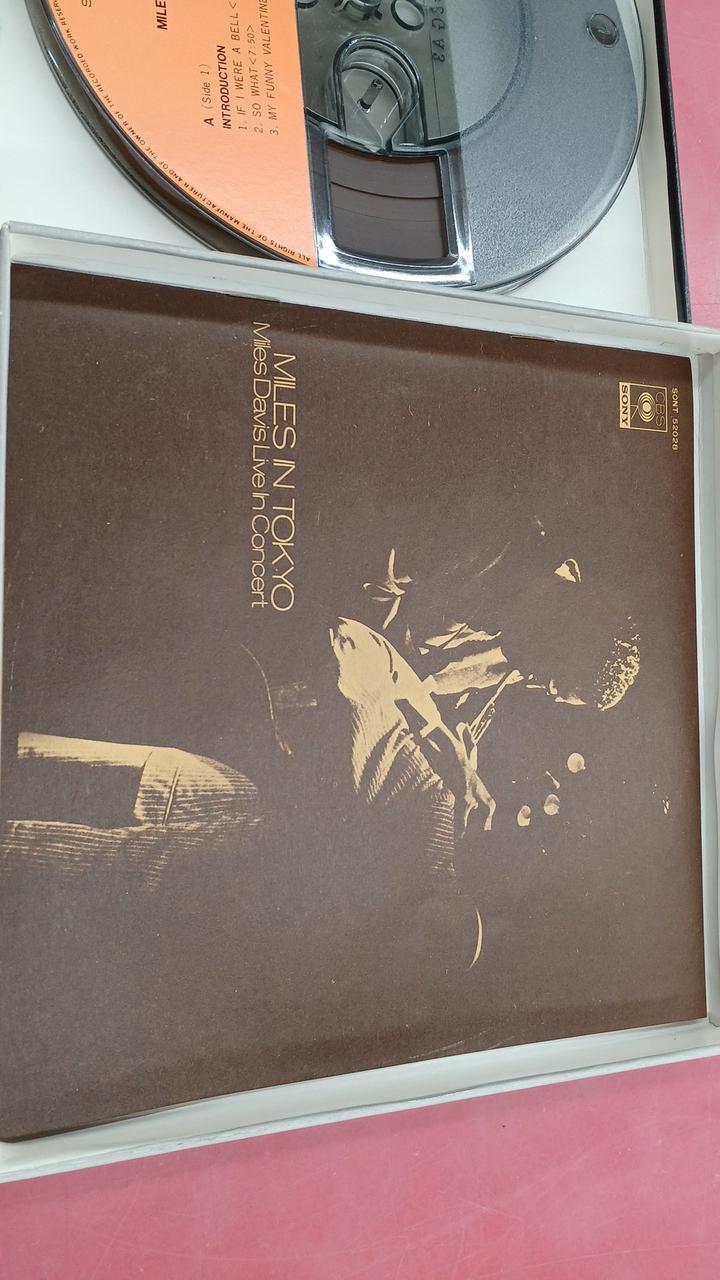 MILES IN TOKYO
Miles Davis Live In Concert
SONT 52028
CBS
SONY
MILE
A (Side 1)
INTRODUCTION
1. IF I WERE A BELL<
2. SO WHAT<7.50>
3. MY FUNNY VALENTINE
ALL RIGHTS OF THE MANUFACTURER AND OF THE OWNER OF THE RECORDED WORK RESERV